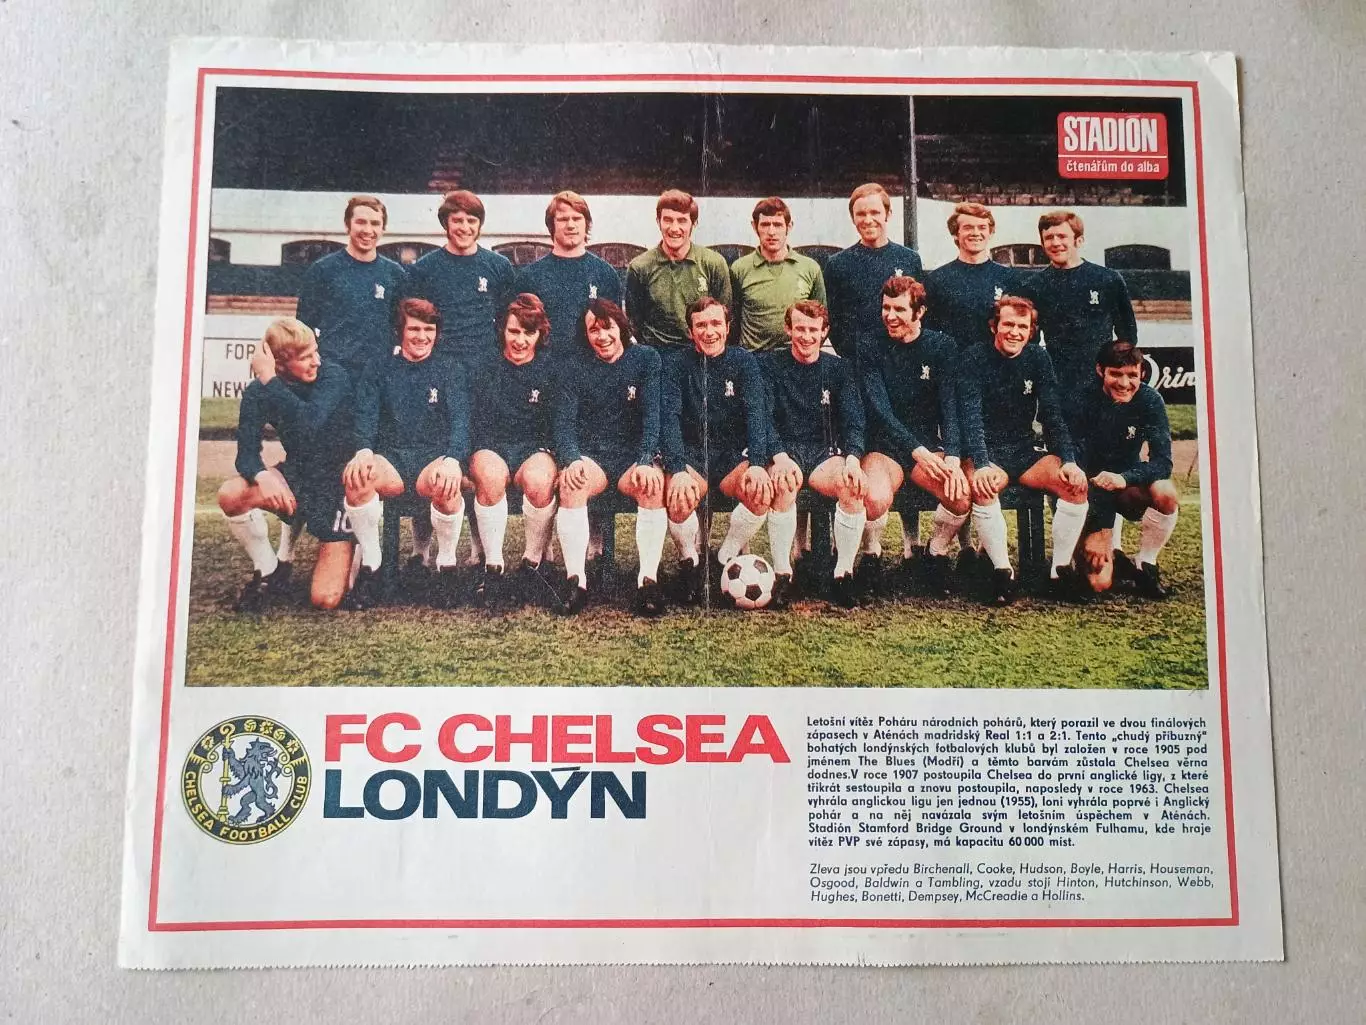 STADIÓN
čtenářům do alba
FOR
NEW
Drin
10
CHELSEA FOOTBALL CLUB
FC CHELSEA
LONDÝN
Letošní vítěz Poháru národních pohárů, který porazil ve dvou finálových
zápasech v Aténách madridský Real 1:1 a 2:1. Tento „chudý příbuzný"
bohatých londýnských fotbalových klubů byl založen v roce 1905 pod
jménem The Blues (Modří) a těmto barvám zůstala Chelsea věrna
dodnes.V roce 1907 postoupila Chelsea do první anglické ligy, z které
třikrát sestoupila a znovu postoupila, naposledy v roce 1963. Chelsea
vyhrála anglickou ligu jen jednou (1955), loni vyhrála poprvé i Anglický
pohár a na něj navázala svým letošním úspěchem v Aténách.
Stadión Stamford Bridge Ground v londýnském Fulhamu, kde hraje
vítěz PVP své zápasy, má kapacitu 60 000 míst.
Zleva jsou vpředu Birchenall, Cooke, Hudson, Boyle, Harris, Houseman,
Osgood, Baldwin a Tambling, vzadu stojí Hinton, Hutchinson, Webb,
Hughes, Bonetti, Dempsey, McCreadie a Hollins.